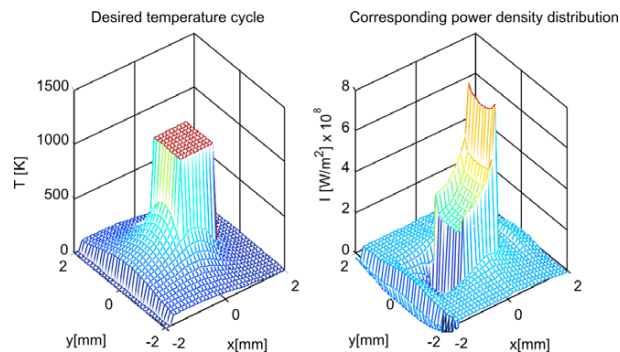 Desired temperature cycle
Corresponding power density distribution
1500
1000
500
0
T [K]
2
0
-2
y[mm]
-2
0
2
x[mm]
8
6
4
2
0
I [W/m²] x 10⁸
2
0
-2
y[mm]
-2
0
2
x[mm]